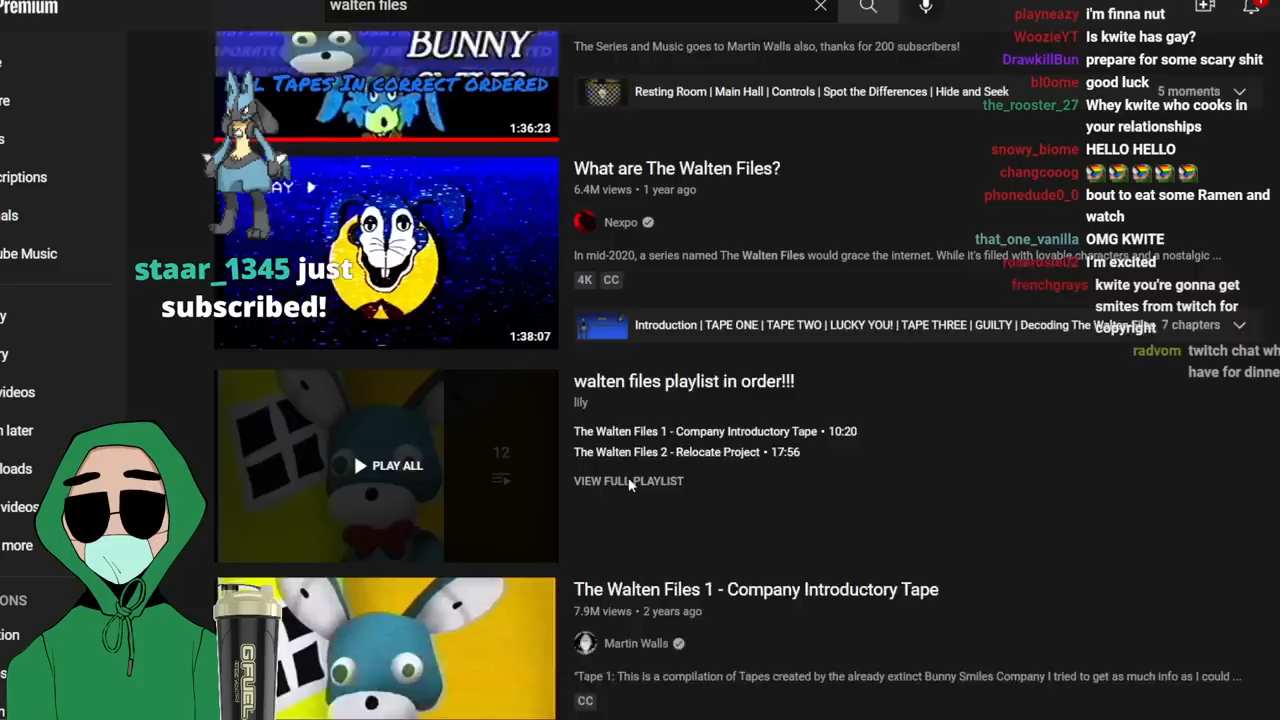 Premium
walten files
BUNNY
L TAPES IN CORRECT ORDERED
1:36:23
The Series and Music goes to Martin Walls also, thanks for 200 subscribers!
Resting Room | Main Hall | Controls | Spot the Differences | Hide and Seek
5 moments
AY
1:38:07
What are The Walten Files?
6.4M views • 1 year ago
Nexpo
In mid-2020, a series named The Walten Files would grace the internet. While it's filled with lovable characters and a nostalgic ...
4K CC
Introduction | TAPE ONE | TAPE TWO | LUCKY YOU! | TAPE THREE | GUILTY | Decoding The Walten
7 chapters
staar_1345 just
subscribed!
PLAY ALL
12
walten files playlist in order!!!
lily
The Walten Files 1 - Company Introductory Tape • 10:20
The Walten Files 2 - Relocate Project • 17:56
VIEW FULL PLAYLIST
The Walten Files 1 - Company Introductory Tape
7.9M views • 2 years ago
Martin Walls
"Tape 1: This is a compilation of Tapes created by the already extinct Bunny Smiles Company I tried to get as much info as I could ...
CC
GFUEL
e
re
s
criptions
als
ube Music
y
ry
videos
n later
loads
videos
more
ONS
tion
playneazy i'm finna nut
WoozieYT Is kwite has gay?
DrawkillBun prepare for some scary shit
bl0ome good luck
the_rooster_27 Whey kwite who cooks in
your relationships
snowy_biome HELLO HELLO
changcooog
phonedude0_0 bout to eat some Ramen and
watch
that_one_vanilla OMG KWITE
I'm excited
frenchgrays kwite you're gonna get
smites from twitch for
copyright
radvom twitch chat wh
have for dinne